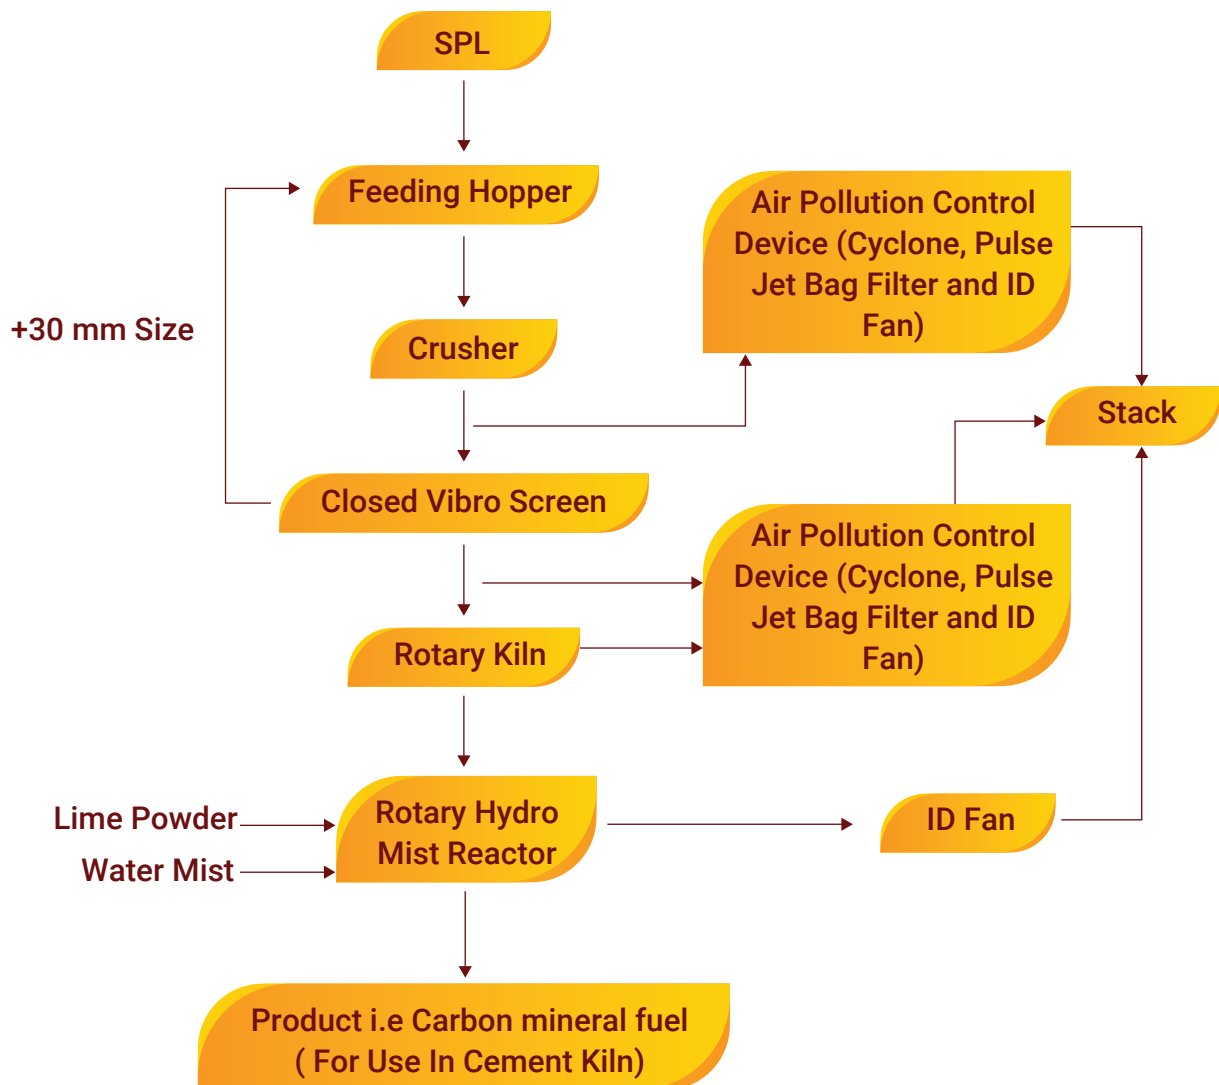 SPL
Feeding Hopper
+30 mm Size
Crusher
Closed Vibro Screen
Air Pollution Control
Device (Cyclone, Pulse
Jet Bag Filter and ID
Fan)
Stack
Air Pollution Control
Device (Cyclone, Pulse
Jet Bag Filter and ID
Fan)
Rotary Kiln
Lime Powder
Water Mist
Rotary Hydro
Mist Reactor
ID Fan
Product i.e Carbon mineral fuel
( For Use In Cement Kiln)